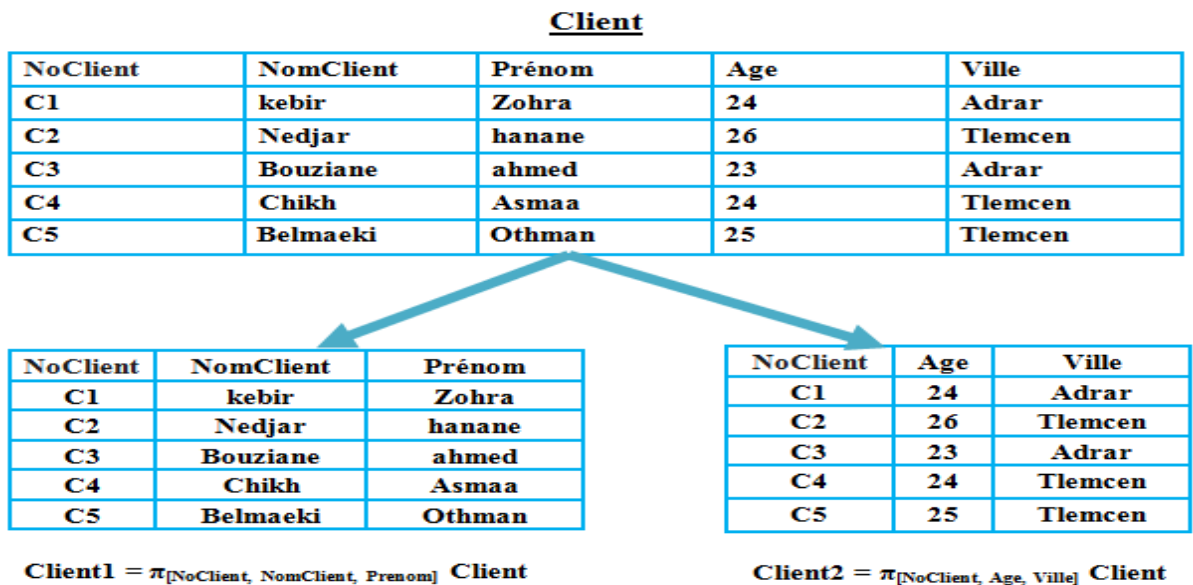 Client
NoClient NomClient Prénom Age Ville
C1 kebir Zohra 24 Adrar
C2 Nedjar hanane 26 Tlemcen
C3 Bouziane ahmed 23 Adrar
C4 Chikh Asmaa 24 Tlemcen
C5 Belmaeki Othman 25 Tlemcen
NoClient NomClient Prénom
C1 kebir Zohra
C2 Nedjar hanane
C3 Bouziane ahmed
C4 Chikh Asmaa
C5 Belmaeki Othman
Client1 = π[NoClient, NomClient, Prenom] Client
NoClient Age Ville
C1 24 Adrar
C2 26 Tlemcen
C3 23 Adrar
C4 24 Tlemcen
C5 25 Tlemcen
Client2 = π[NoClient, Age, Ville] Client